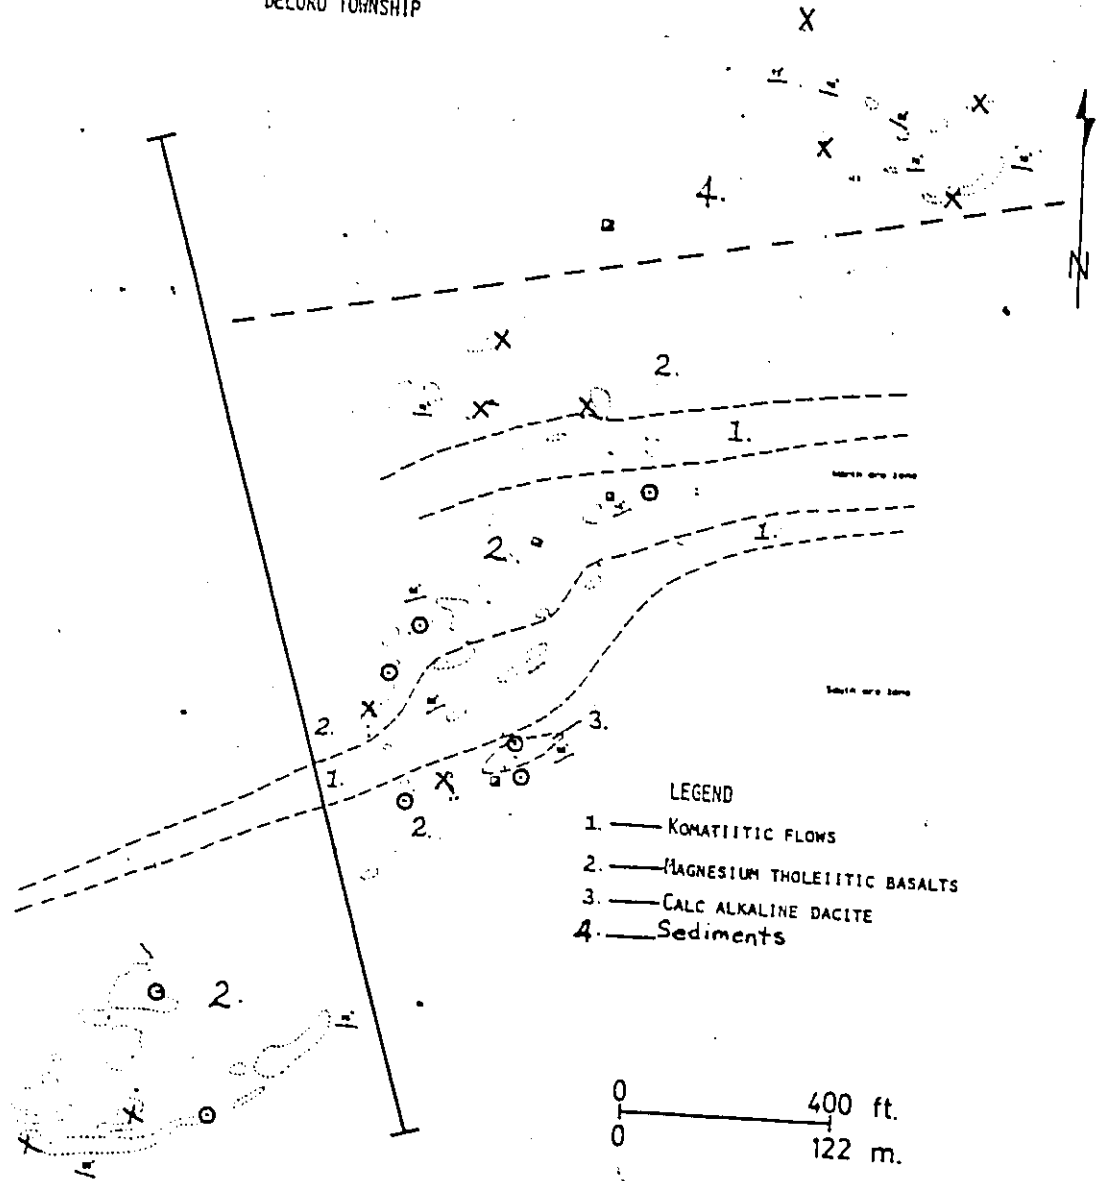 DELORO TOWNSHIP
4.
N
2.
1.
North ore zone
1.
2.
South ore zone
3.
2.
1.
2.
LEGEND
1. KOMATIITIC FLOWS
2. MAGNESIUM THOLEIITIC BASALTS
3. CALC ALKALINE DACITE
4. Sediments
2.
0 400 ft.
0 122 m.